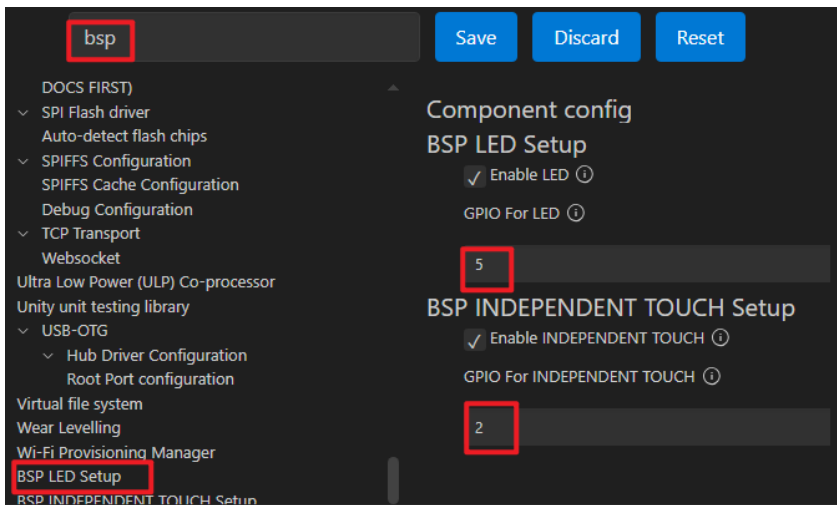 bsp
Save
Discard
Reset
DOCS FIRST)
SPI Flash driver
Auto-detect flash chips
SPIFFS Configuration
SPIFFS Cache Configuration
Debug Configuration
TCP Transport
Websocket
Ultra Low Power (ULP) Co-processor
Unity unit testing library
USB-OTG
Hub Driver Configuration
Root Port configuration
Virtual file system
Wear Levelling
Wi-Fi Provisioning Manager
BSP LED Setup
BSP INDEPENDENT TOUCH Setup
Component config
BSP LED Setup
Enable LED
GPIO For LED
5
BSP INDEPENDENT TOUCH Setup
Enable INDEPENDENT TOUCH
GPIO For INDEPENDENT TOUCH
2